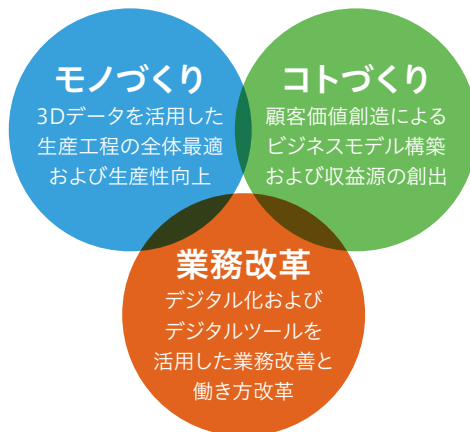 モノづくり
3Dデータを活用した
生産工程の全体最適
および生産性向上
コトづくり
顧客価値創造による
ビジネスモデル構築
および収益源の創出
業務改革
デジタル化および
デジタルツールを
活用した業務改善と
働き方改革